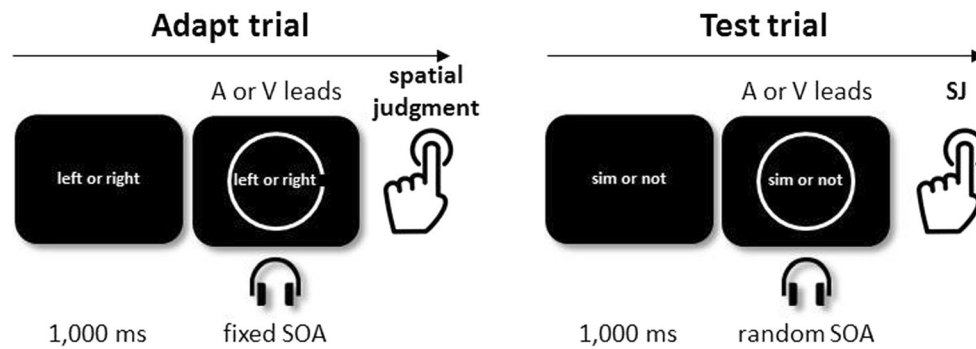 Adapt trial
A or V leads
spatial
judgment
left or right
left or right
1,000 ms
fixed SOA
Test trial
A or V leads
SJ
sim or not
sim or not
1,000 ms
random SOA